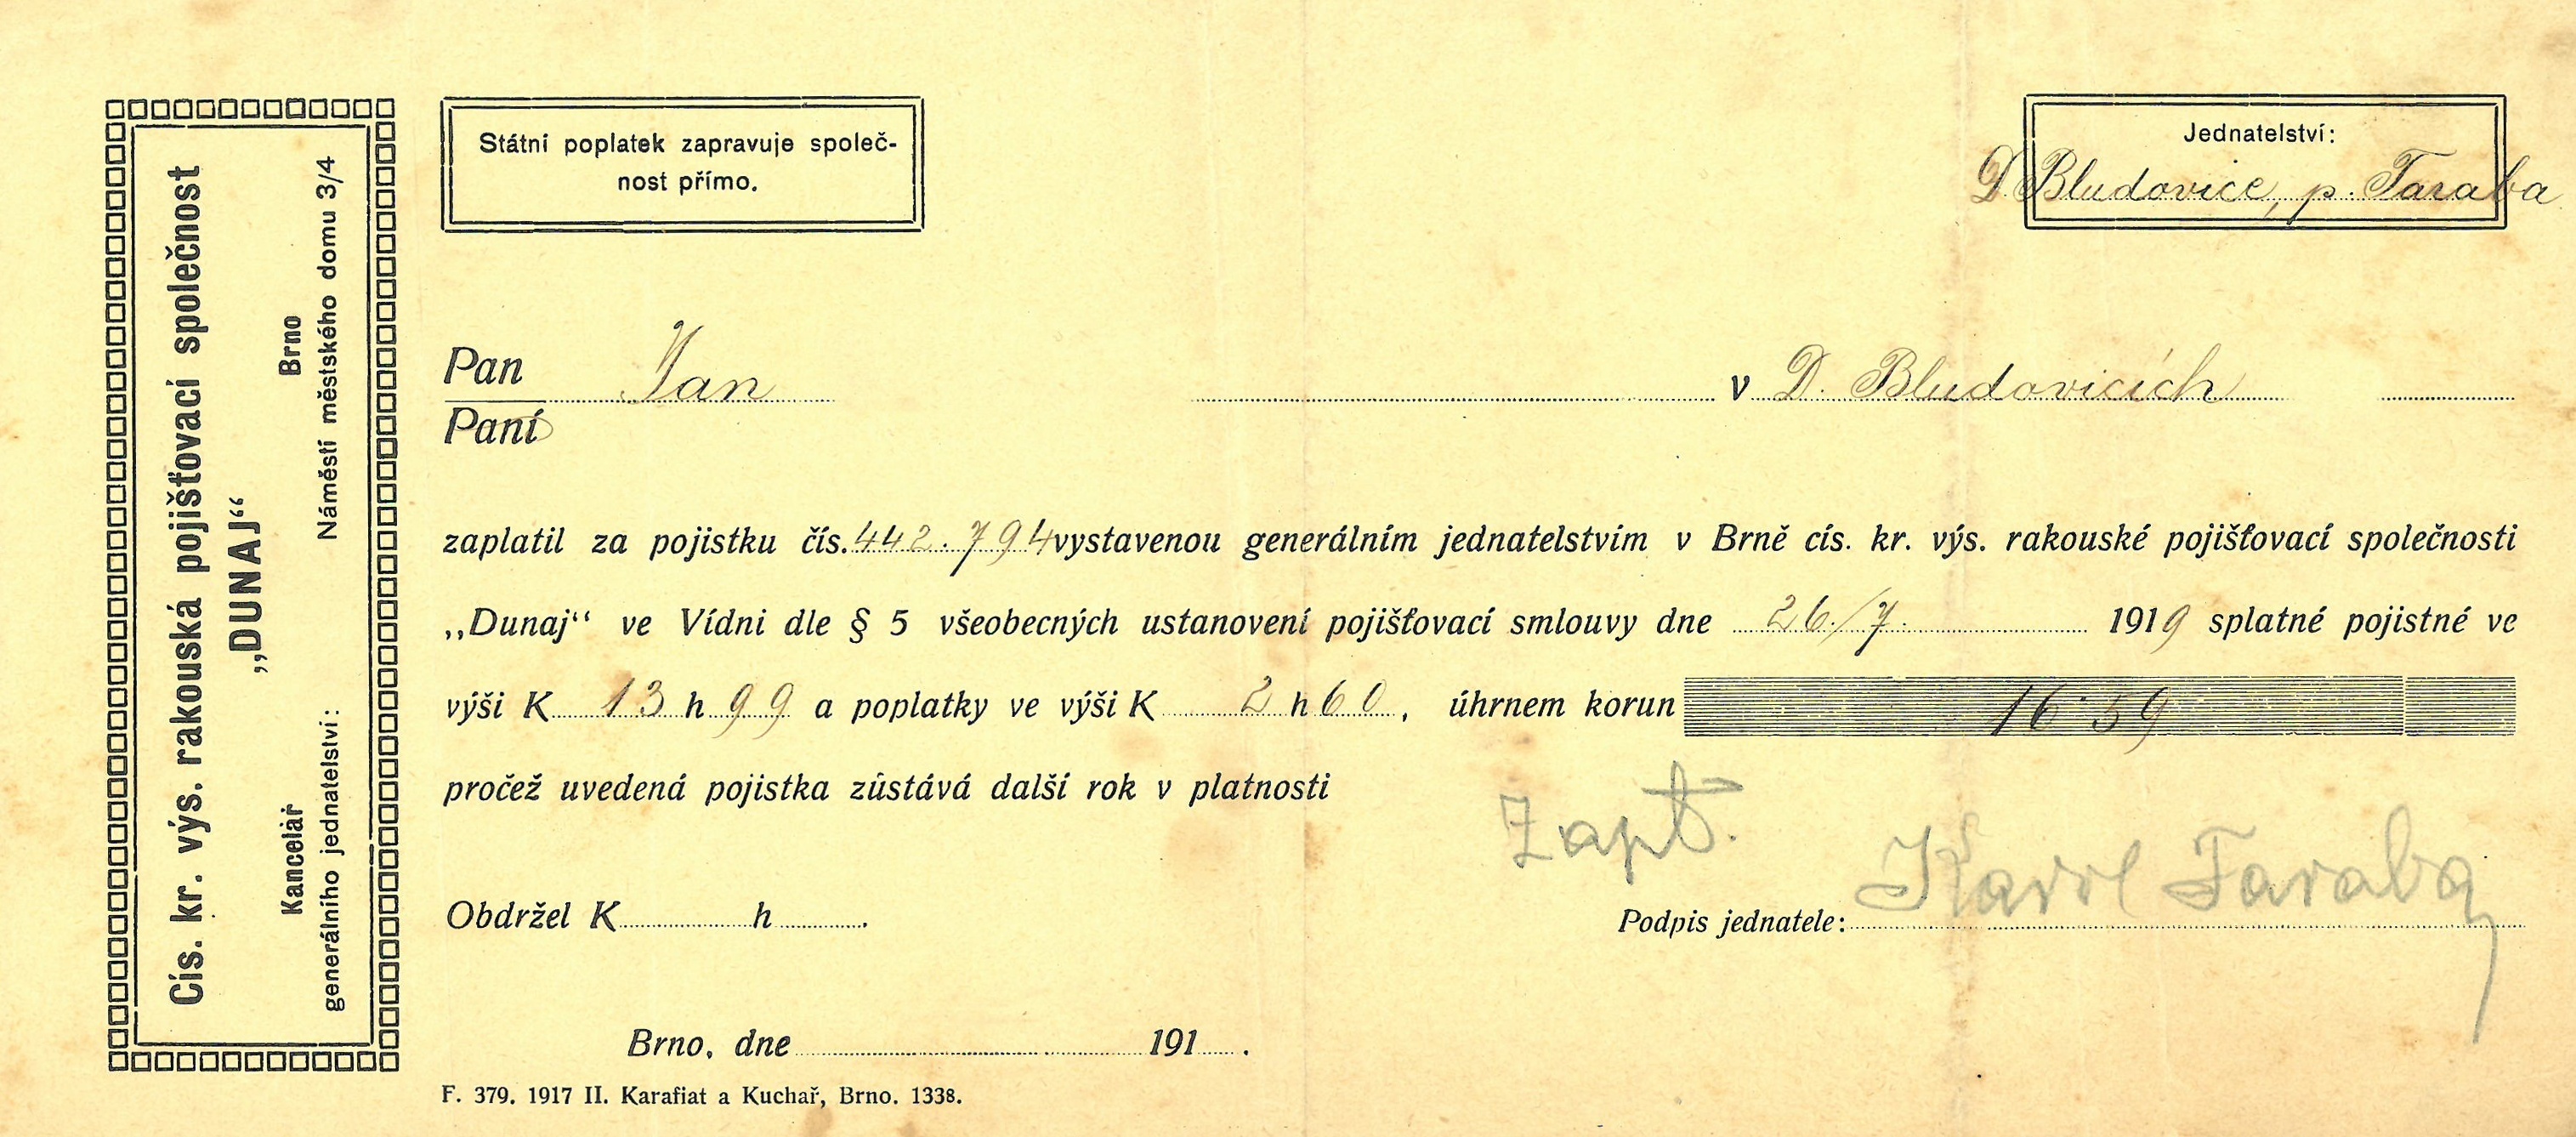 Cís. kr. výs. rakouská pojišťovací společnost
„DUNAJ“
Kancelář Brno
generálního jednatelství: Náměstí městského domu 3/4
Státní poplatek zapravuje společ-
nost přímo.
Jednatelství:
D. Bludovice, p. Taraba
Pan Jan v D. Bludovicích
Paní
zaplatil za pojistku čís. 442.794 vystavenou generálním jednatelstvím v Brně cís. kr. výs. rakouské pojišťovací společnosti
„Dunaj“ ve Vídni dle § 5 všeobecných ustanovení pojišťovací smlouvy dne 26/7. 1919 splatné pojistné ve
výši K 13 h 99 a poplatky ve výši K 2 h 60, úhrnem korun 16·59
pročež uvedená pojistka zůstává další rok v platnosti
Zapt.
Obdržel K h .
Podpis jednatele: Karel Taraba
Brno, dne 191 .
F. 379. 1917 II. Karafiat a Kuchař, Brno. 1338.